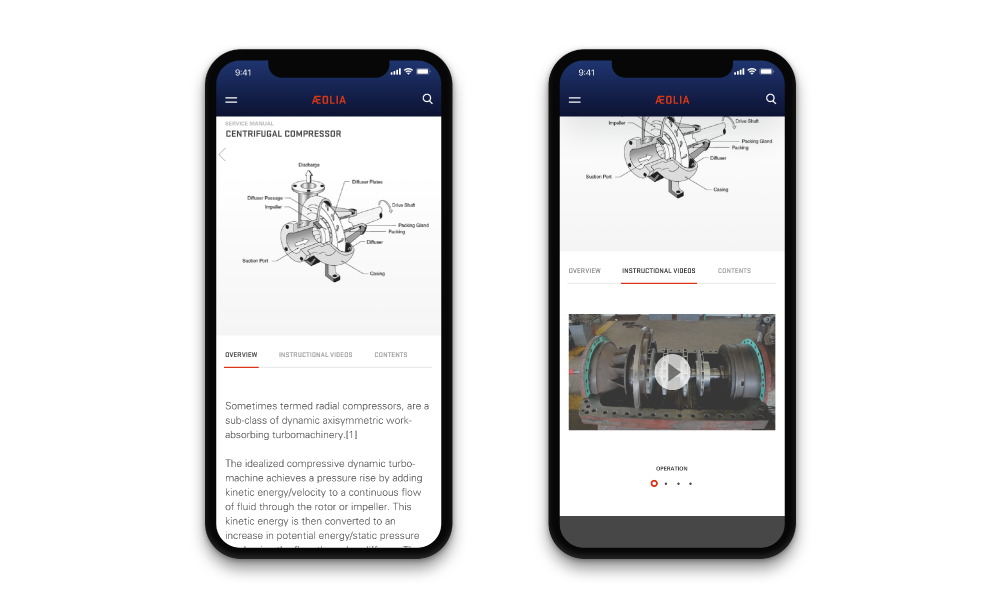 9:41
ÆOLIA
SERVICE MANUAL
CENTRIFUGAL COMPRESSOR
Discharge
Diffuser Plates
Diffuser Passage
Impeller
Drive Shaft
Packing Gland
Packing
Diffuser
Suction Port
Casing
OVERVIEW INSTRUCTIONAL VIDEOS CONTENTS
Sometimes termed radial compressors, are a
sub-class of dynamic axisymmetric work-
absorbing turbomachinery.[1]
The idealized compressive dynamic turbo-
machine achieves a pressure rise by adding
kinetic energy/velocity to a continuous flow
of fluid through the rotor or impeller. This
kinetic energy is then converted to an
increase in potential energy/static pressure
9:41
ÆOLIA
Impeller
Drive Shaft
Packing Gland
Packing
Diffuser
Suction Port
Casing
OVERVIEW INSTRUCTIONAL VIDEOS CONTENTS
OPERATION